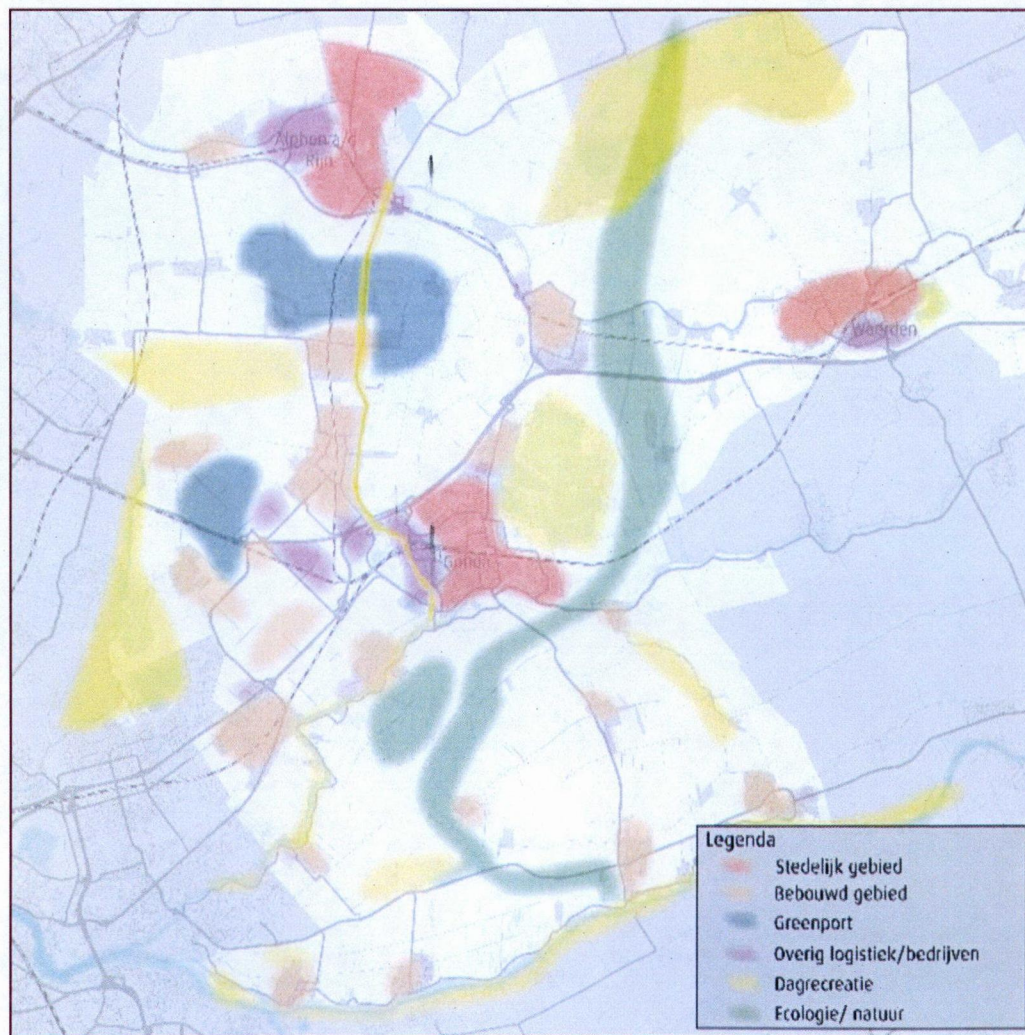 Alphen a/d
Rijn
Woerden
Gouda
Legenda
Stedelijk gebied
Bebouwd gebied
Greenport
Overig logistiek/bedrijven
Dagrecreatie
Ecologie/ natuur